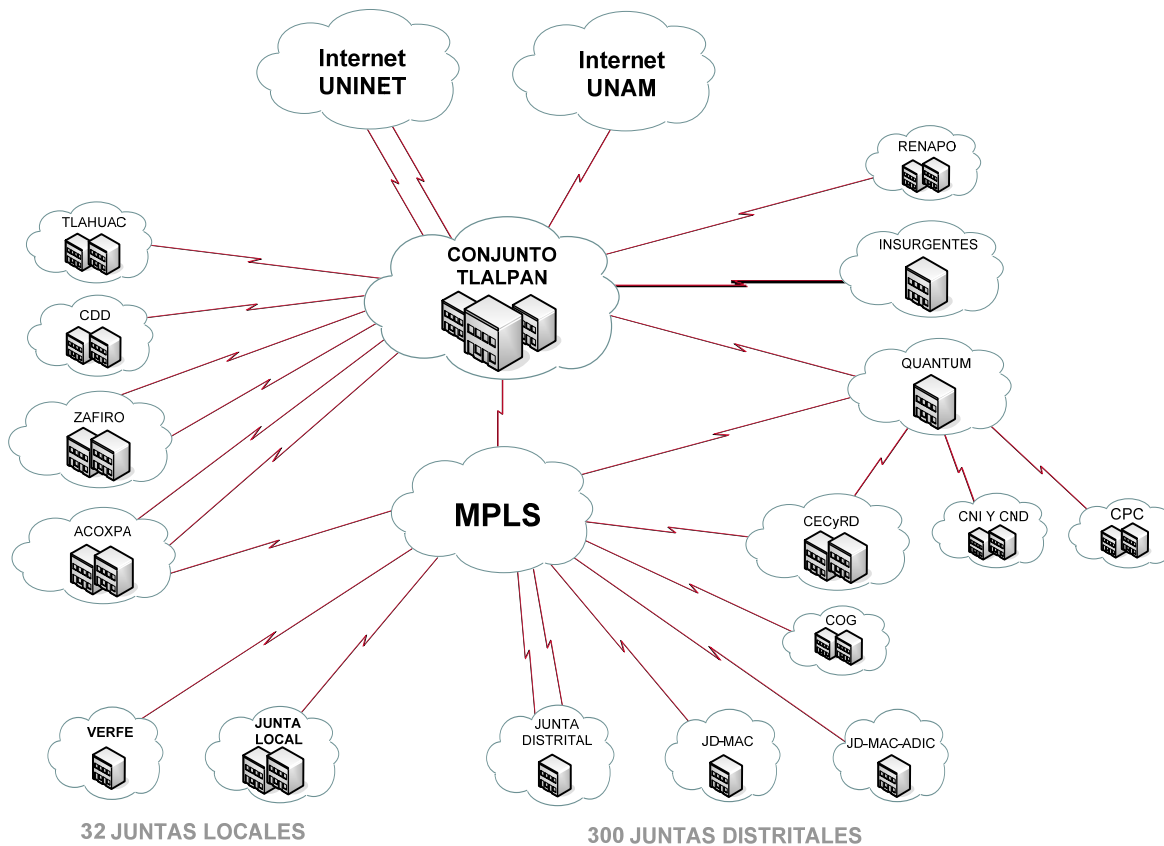 Internet
UNINET
Internet
UNAM
RENAPO
TLAHUAC
INSURGENTES
CONJUNTO
TLALPAN
CDD
QUANTUM
ZAFIRO
MPLS
ACOXPA
CECyRD
CNI Y CND
CPC
COG
VERFE
JUNTA
LOCAL
JUNTA
DISTRITAL
JD-MAC
JD-MAC-ADIC
32 JUNTAS LOCALES
300 JUNTAS DISTRITALES